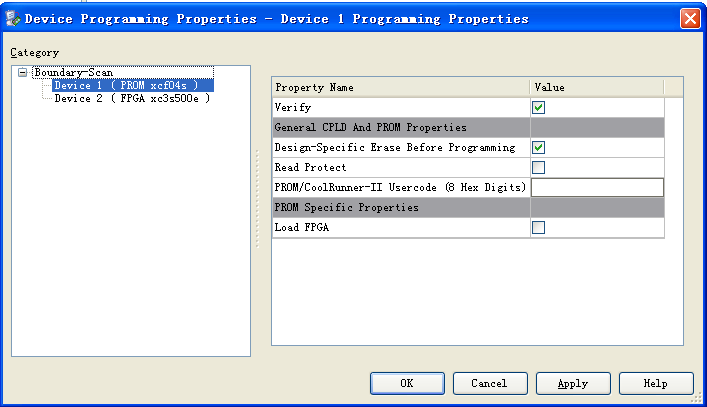 Device Programming Properties - Device 1 Programming Properties
Category
Boundary-Scan
Device 1 ( PROM xcf04s )
Device 2 ( FPGA xc3s500e )
Property Name Value
Verify
General CPLD And PROM Properties
Design-Specific Erase Before Programming
Read Protect
PROM/CoolRunner-II Usercode (8 Hex Digits)
PROM Specific Properties
Load FPGA
OK Cancel Apply Help